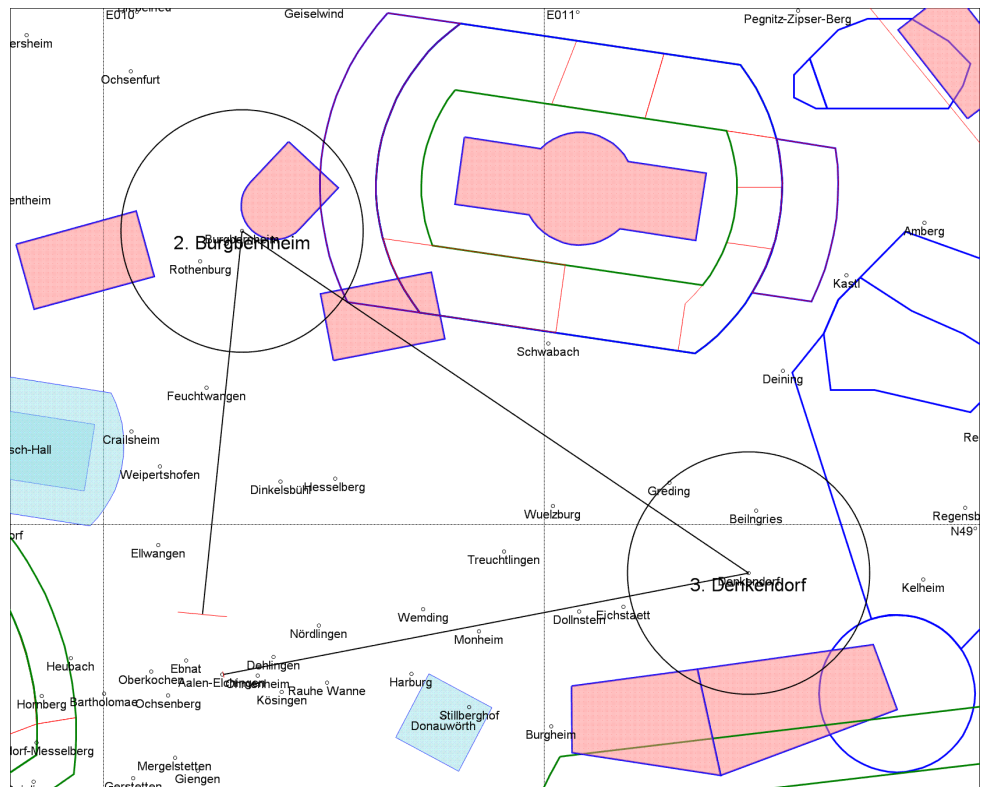 E010°
Geiselwind
E011°
Pegnitz-Zipser-Berg
ersheim
Ochsenfurt
entheim
Amberg
2. Burgbernheim
Rothenburg
Kastl
Schwabach
Deining
Feuchtwangen
Crailsheim
Re
sch-Hall
Weipertshofen
Dinkelsbühl
Hesselberg
Greding
Wuelzburg
Beilngries
Regensb
N49°
orf
Ellwangen
Treuchtlingen
Denkendorf
3. Denkendorf
Kelheim
Wemding
Dollnstein
Eichstaett
Nördlingen
Monheim
Heubach
Ebnat
Dehlingen
Oberkochen
Aalen-Elchingen
Rauhe Wanne
Harburg
Hornberg
Bartholomae
Ochsenberg
Kösingen
Stillberghof
Donauwörth
Burgheim
dorf-Messelberg
Mergelstetten
Giengen
Gerstetten